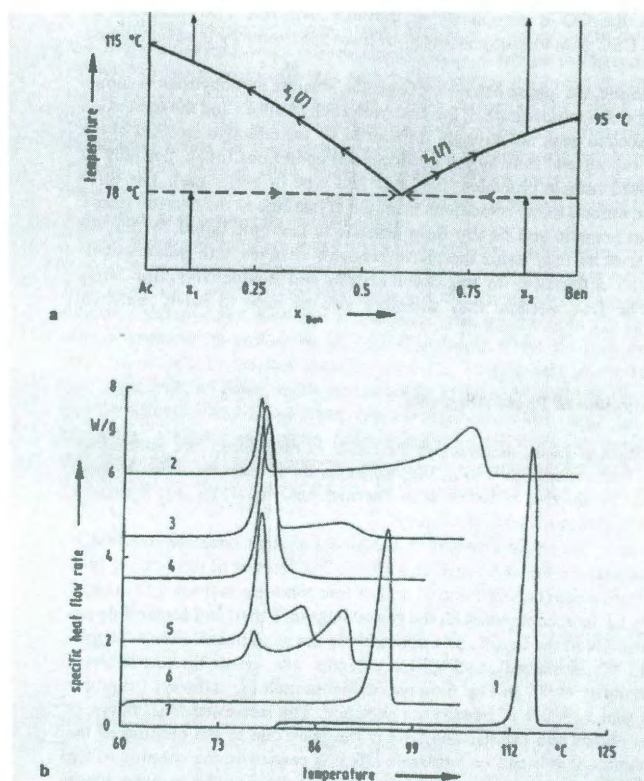 115 °C
temperature
78 °C
95 °C
Ac
x₁
0.25
0.5
0.75
x₂
Ben
a
x Ben
8
W/g
6
4
2
0
specific heat flow rate
2
3
4
5
6
7
1
60
73
86
99
112
°C
125
b
temperature